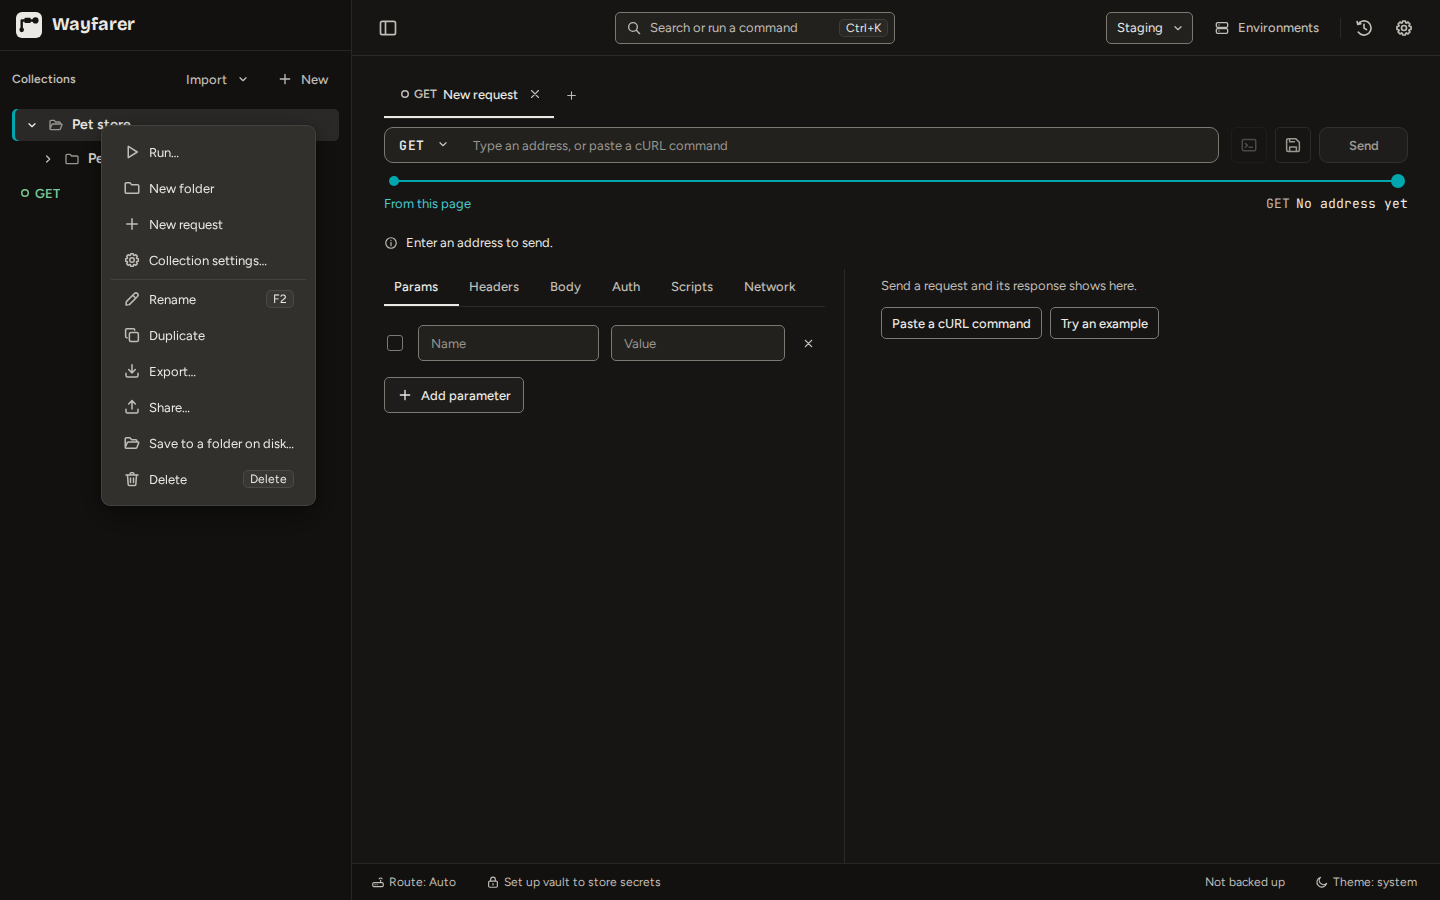 Wayfarer
Search or run a command
Ctrl+K
Staging
Environments
Collections
Import
New
GET New request
Pet store
Run...
New folder
New request
Collection settings...
Rename
F2
Duplicate
Export...
Share...
Save to a folder on disk...
Delete
Delete
GET
GET
Type an address, or paste a cURL command
Send
From this page
GET No address yet
Enter an address to send.
Params
Headers
Body
Auth
Scripts
Network
Name
Value
Add parameter
Send a request and its response shows here.
Paste a cURL command
Try an example
Route: Auto
Set up vault to store secrets
Not backed up
Theme: system